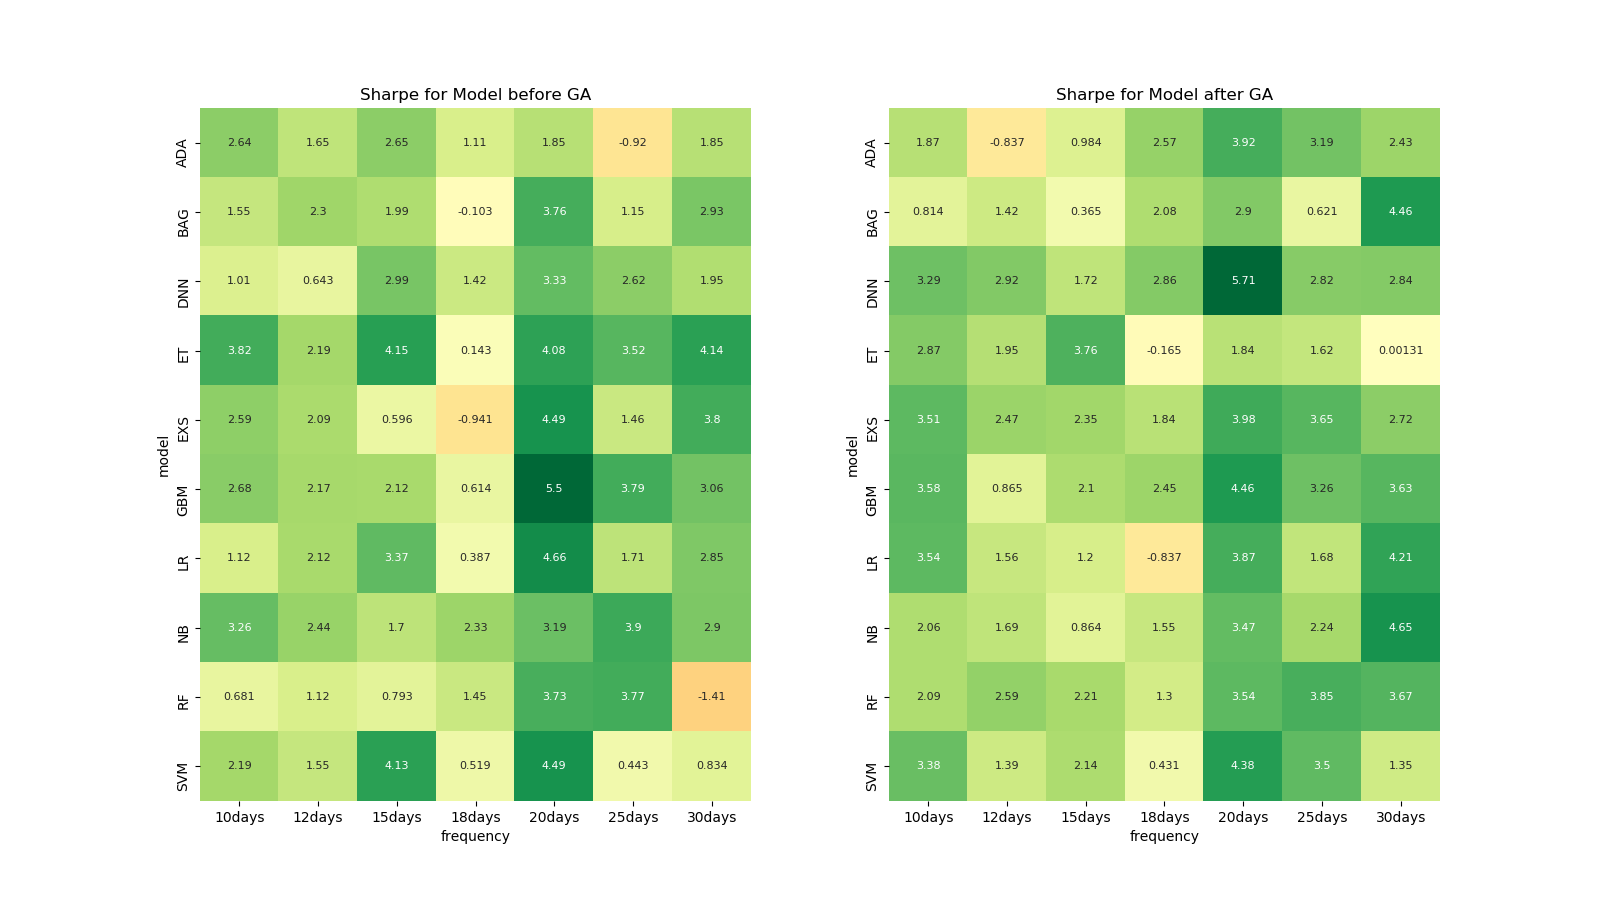 Sharpe for Model before GA
ADA 2.64 1.65 2.65 1.11 1.85 -0.92 1.85
BAG 1.55 2.3 1.99 -0.103 3.76 1.15 2.93
DNN 1.01 0.643 2.99 1.42 3.33 2.62 1.95
ET 3.82 2.19 4.15 0.143 4.08 3.52 4.14
EXS 2.59 2.09 0.596 -0.941 4.49 1.46 3.8
model
GBM 2.68 2.17 2.12 0.614 5.5 3.79 3.06
LR 1.12 2.12 3.37 0.387 4.66 1.71 2.85
NB 3.26 2.44 1.7 2.33 3.19 3.9 2.9
RF 0.681 1.12 0.793 1.45 3.73 3.77 -1.41
SVM 2.19 1.55 4.13 0.519 4.49 0.443 0.834
10days 12days 15days 18days 20days 25days 30days
frequency
Sharpe for Model after GA
ADA 1.87 -0.837 0.984 2.57 3.92 3.19 2.43
BAG 0.814 1.42 0.365 2.08 2.9 0.621 4.46
DNN 3.29 2.92 1.72 2.86 5.71 2.82 2.84
ET 2.87 1.95 3.76 -0.165 1.84 1.62 0.00131
EXS 3.51 2.47 2.35 1.84 3.98 3.65 2.72
model
GBM 3.58 0.865 2.1 2.45 4.46 3.26 3.63
LR 3.54 1.56 1.2 -0.837 3.87 1.68 4.21
NB 2.06 1.69 0.864 1.55 3.47 2.24 4.65
RF 2.09 2.59 2.21 1.3 3.54 3.85 3.67
SVM 3.38 1.39 2.14 0.431 4.38 3.5 1.35
10days 12days 15days 18days 20days 25days 30days
frequency